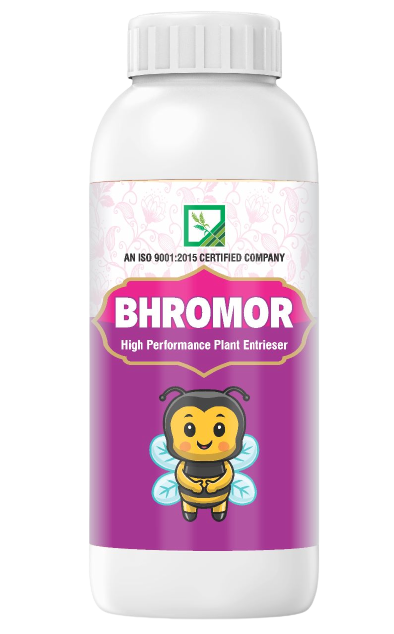 AN ISO 9001:2015 CERTIFIED COMPANY
BHROMOR
High Performance Plant Entrieser